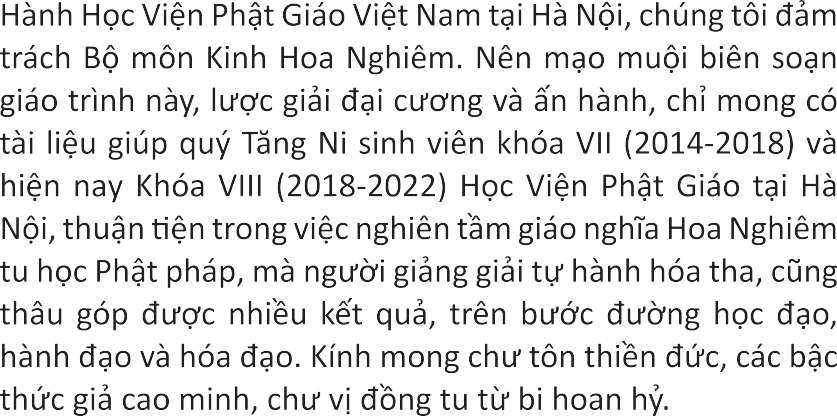 Hành Học Viện Phật Giáo Việt Nam tại Hà Nội, chúng tôi đảm
trách Bộ môn Kinh Hoa Nghiêm. Nên mạo muội biên soạn
giáo trình này, lược giải đại cương và ấn hành, chỉ mong có
tài liệu giúp quý Tăng Ni sinh viên khóa VII (2014-2018) và
hiện nay Khóa VIII (2018-2022) Học Viện Phật Giáo tại Hà
Nội, thuận tiện trong việc nghiên tầm giáo nghĩa Hoa Nghiêm
tu học Phật pháp, mà người giảng giải tự hành hóa tha, cũng
thâu góp được nhiều kết quả, trên bước đường học đạo,
hành đạo và hóa đạo. Kính mong chư tôn thiền đức, các bậc
thức giả cao minh, chư vị đồng tu từ bi hoan hỷ.